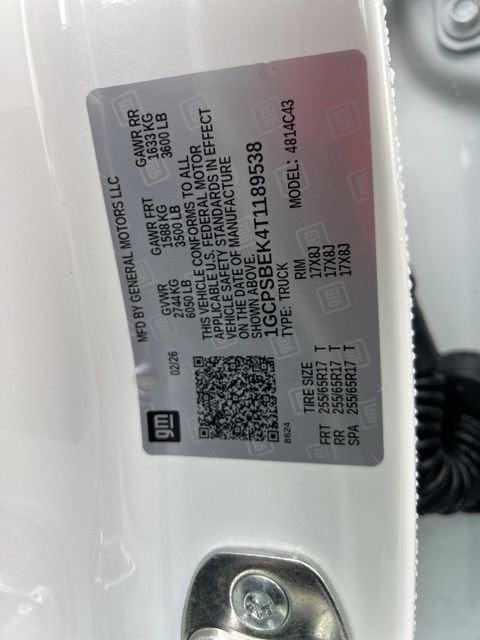 MFD BY GENERAL MOTORS LLC
02/26
GVWR GAWR FRT GAWR RR
2744 KG 1588 KG 1633 KG
6050 LB 3500 LB 3600 LB
THIS VEHICLE CONFORMS TO ALL
APPLICABLE U.S. FEDERAL MOTOR
VEHICLE SAFETY STANDARDS IN EFFECT
ON THE DATE OF MANUFACTURE
SHOWN ABOVE.
1GCPSBEK4T1189538
TYPE: TRUCK MODEL: 4814C43
gm
8624
TIRE SIZE RIM
FRT 255/65R17 T 17X8J
RR 255/65R17 T 17X8J
SPA 255/65R17 T 17X8J